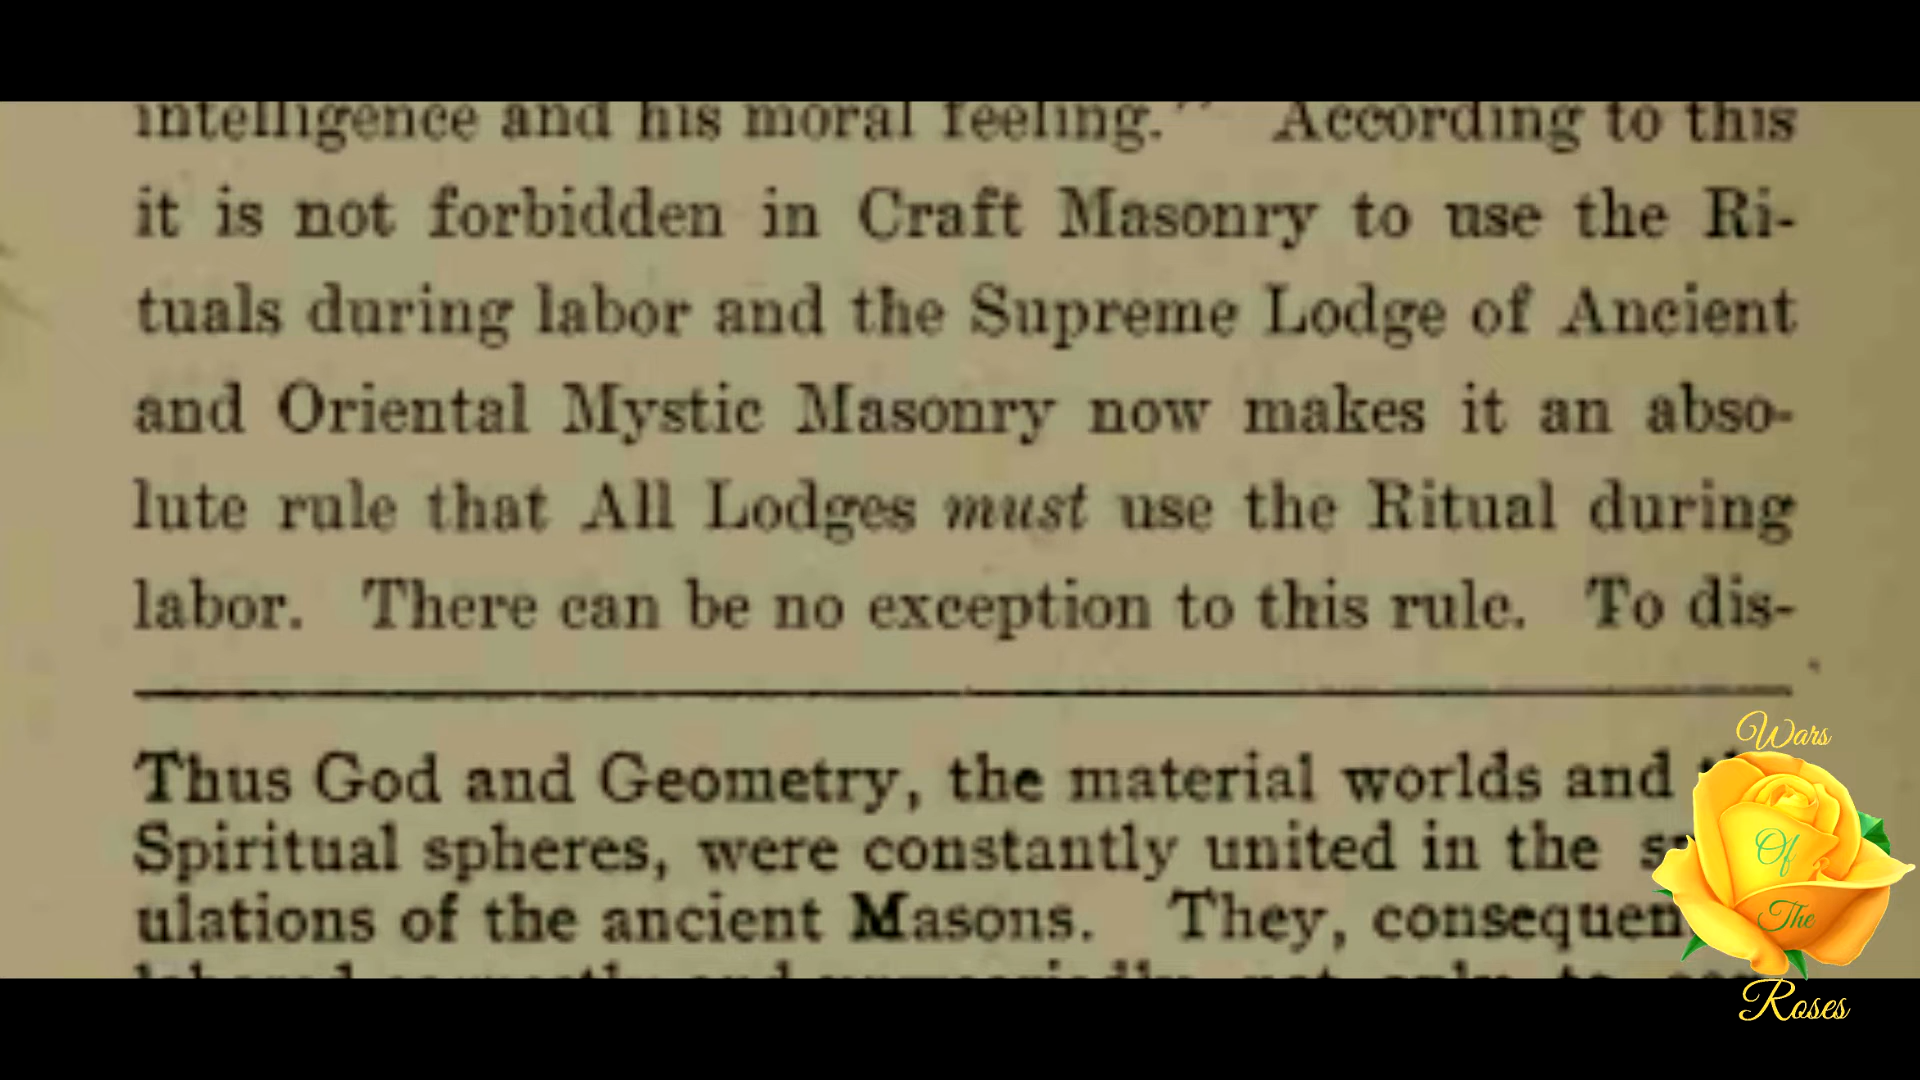 intelligence and his moral feeling." According to this
it is not forbidden in Craft Masonry to use the Ri-
tuals during labor and the Supreme Lodge of Ancient
and Oriental Mystic Masonry now makes it an abso-
lute rule that All Lodges must use the Ritual during
labor. There can be no exception to this rule. To dis-
Thus God and Geometry, the material worlds and
Spiritual spheres, were constantly united in the
ulations of the ancient Masons. They,
Wars
Of
The
Roses